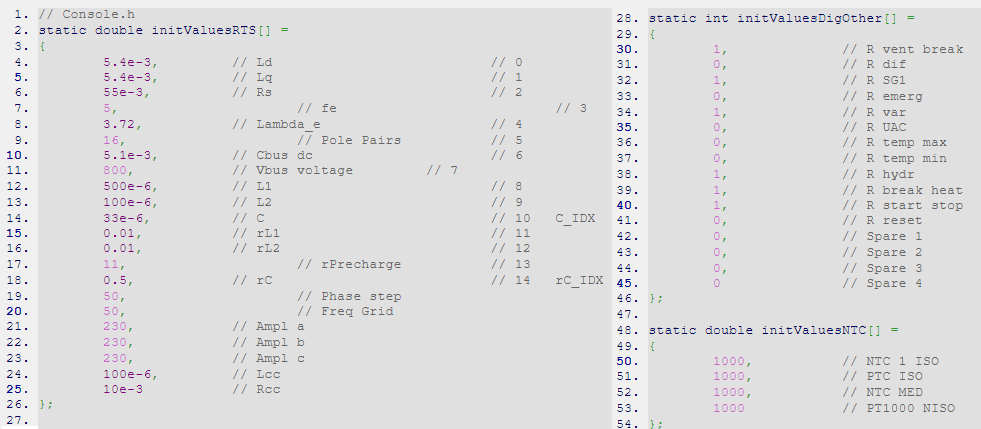 1. // Console.h
2. static double initValuesRTS[] =
3. {
4. 5.4e-3, // Ld // 0
5. 5.4e-3, // Lq // 1
6. 55e-3, // Rs // 2
7. 5, // fe // 3
8. 3.72, // Lambda_e // 4
9. 16, // Pole Pairs // 5
10. 5.1e-3, // Cbus dc // 6
11. 800, // Vbus voltage // 7
12. 500e-6, // L1 // 8
13. 100e-6, // L2 // 9
14. 33e-6, // C // 10 C_IDX
15. 0.01, // rL1 // 11
16. 0.01, // rL2 // 12
17. 11, // rPrecharge // 13
18. 0.5, // rC // 14 rC_IDX
19. 50, // Phase step
20. 50, // Freq Grid
21. 230, // Ampl a
22. 230, // Ampl b
23. 230, // Ampl c
24. 100e-6, // Lcc
25. 10e-3 // Rcc
26. };
27.
28. static int initValuesDigOther[] =
29. {
30. 1, // R vent break
31. 0, // R dif
32. 1, // R SG1
33. 0, // R emerg
34. 1, // R var
35. 0, // R UAC
36. 0, // R temp max
37. 0, // R temp min
38. 1, // R hydr
39. 1, // R break heat
40. 1, // R start stop
41. 0, // R reset
42. 0, // Spare 1
43. 0, // Spare 2
44. 0, // Spare 3
45. 0 // Spare 4
46. };
47.
48. static double initValuesNTC[] =
49. {
50. 1000, // NTC 1 ISO
51. 1000, // PTC ISO
52. 1000, // NTC MED
53. 1000 // PT1000 NISO
54. };